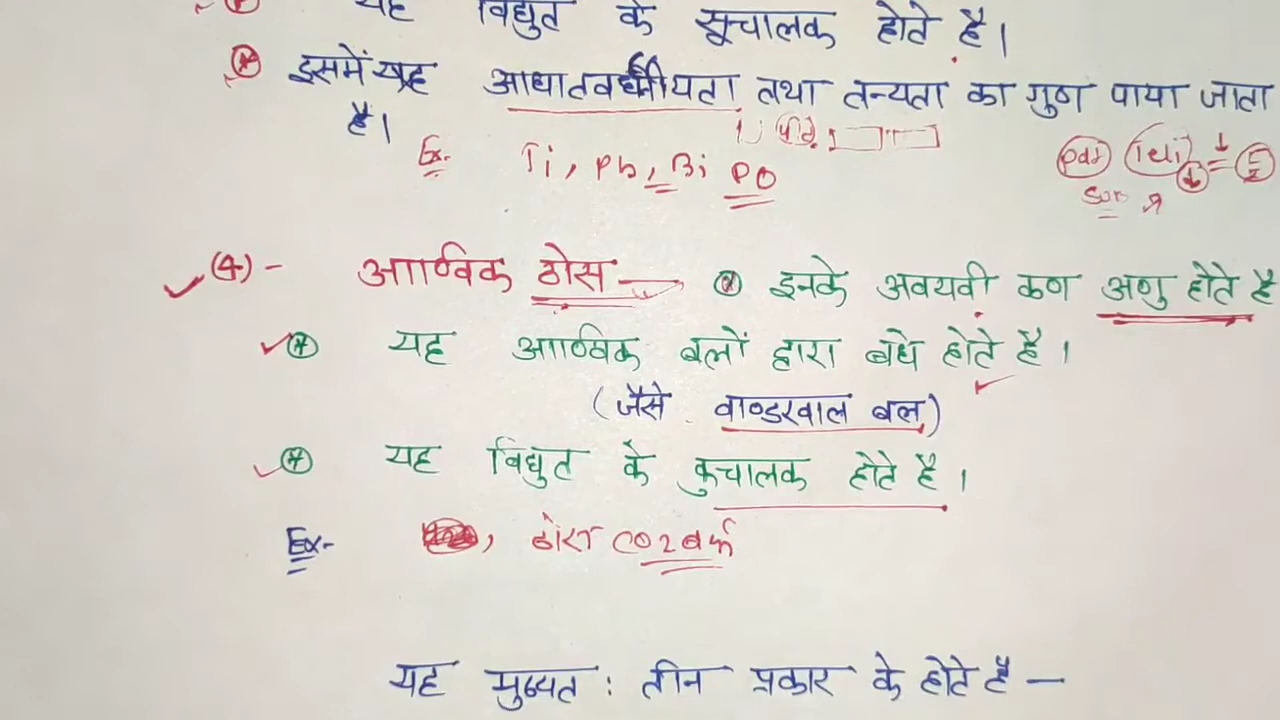 यह विद्युत के सूचालक होते है।
इसमें यह आघातवर्धनीयता तथा तन्यता का गुण पाया जाता
है।
Ex- Ti, Pb, Bi PO
(4) - आण्विक ठोस इनके अवयवी कण अणु होते है
यह आण्विक बलों द्वारा बंधे होते है।
(जैसे वाण्डरवाल बल)
यह विद्युत के कुचालक होते है।
Ex- , ठोस CO2 बर्फ
यह मुख्यत: तीन प्रकार के होते है —